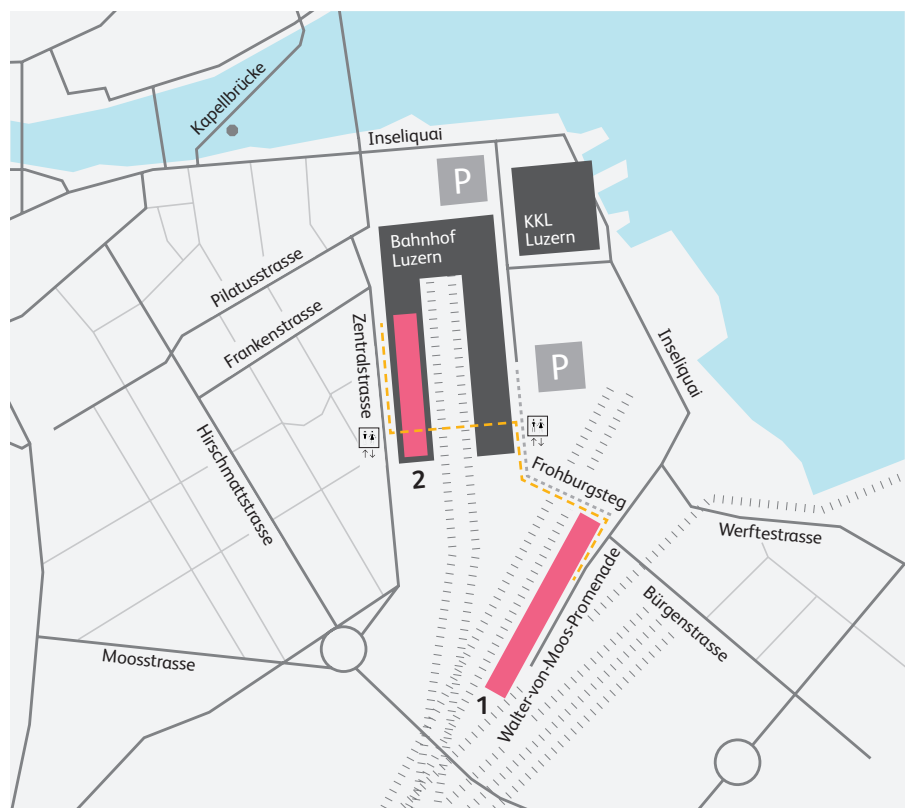 Kapellbrücke
Inseliquai
P
KKL
Luzern
Bahnhof
Luzern
Pilatusstrasse
Frankenstrasse
Zentralstrasse
P
Inseliquai
Hirschmattstrasse
2
Frohburgsteg
Werftestrasse
Bürgenstrasse
Moosstrasse
Walter-von-Moos-Promenade
1